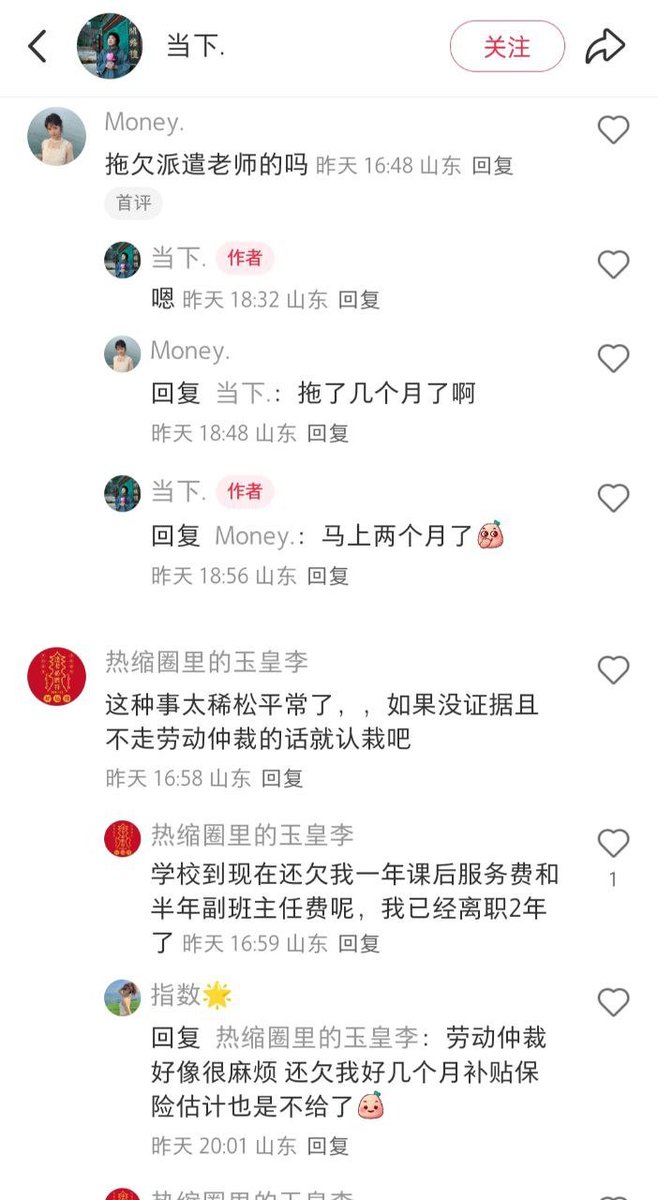 当下.
关注
Money.
拖欠派遣老师的吗 昨天 16:48 山东 回复
首评
当下. 作者
嗯 昨天 18:32 山东 回复
Money.
回复 当下.：拖了几个月了啊
昨天 18:48 山东 回复
当下. 作者
回复 Money.：马上两个月了
昨天 18:56 山东 回复
热缩圈里的玉皇李
这种事太稀松平常了，，如果没证据且
不走劳动仲裁的话就认栽吧
昨天 16:58 山东 回复
热缩圈里的玉皇李
学校到现在还欠我一年课后服务费和
1
半年副班主任费呢，我已经离职2年
了 昨天 16:59 山东 回复
指数
回复 热缩圈里的玉皇李：劳动仲裁
好像很麻烦 还欠我好几个月补贴保
险估计也是不给了
昨天 20:01 山东 回复
热缩圈里的玉皇李